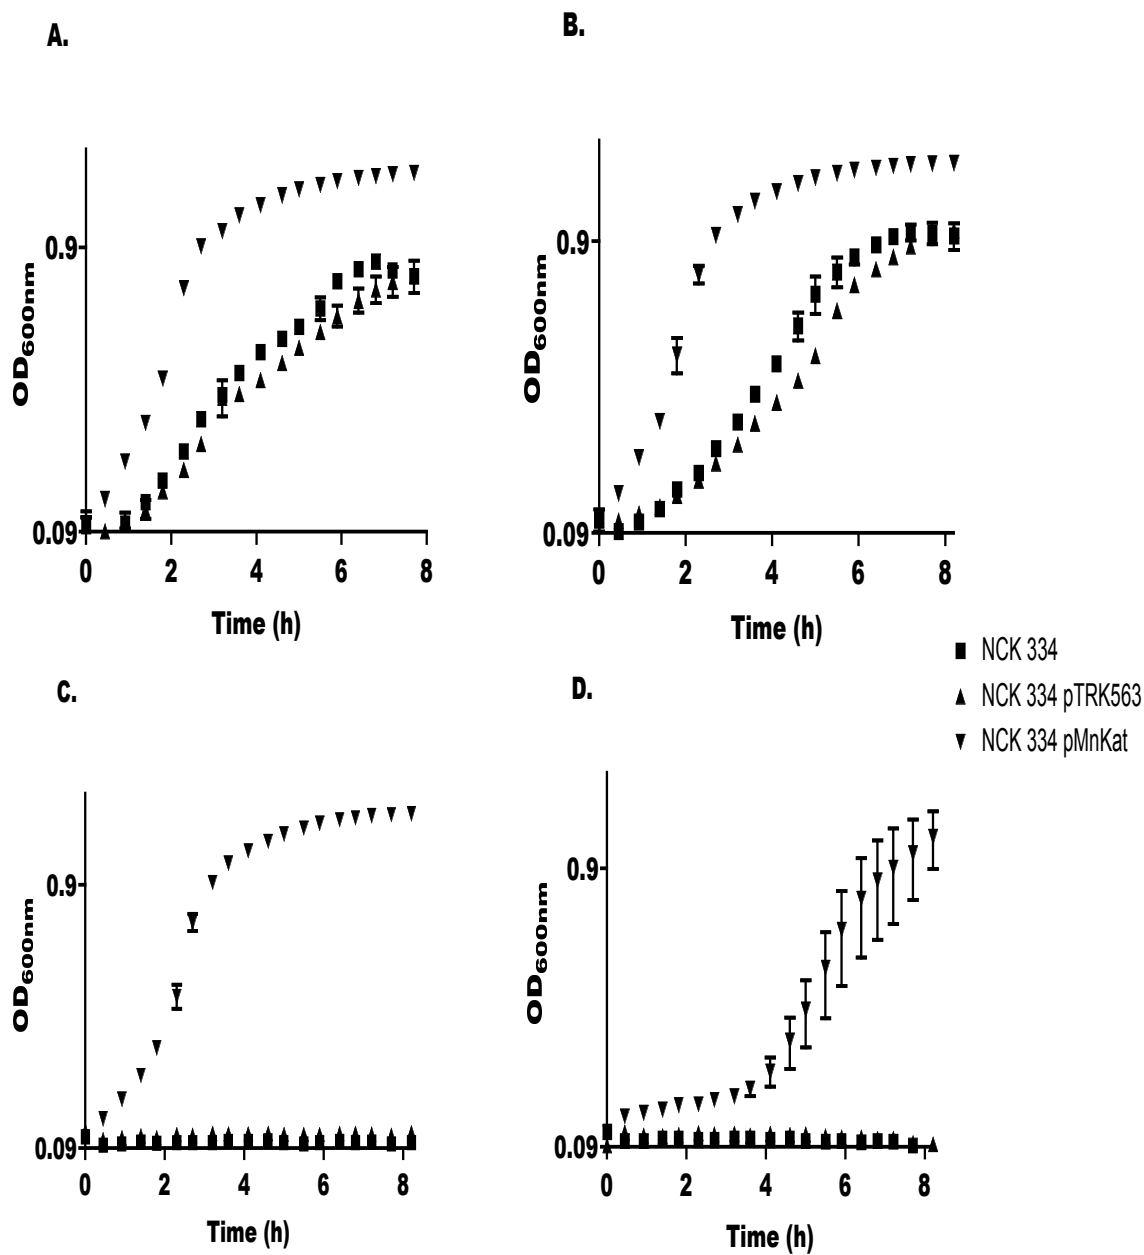 A.
0.9
0.09
OD600nm
0 2 4 6 8
Time (h)
B.
0.9
0.09
OD600nm
0 2 4 6 8
Time (h)
NCK 334
NCK 334 pTRK563
NCK 334 pMnKat
C.
0.9
0.09
OD600nm
0 2 4 6 8
Time (h)
D.
0.9
0.09
OD600nm
0 2 4 6 8
Time (h)